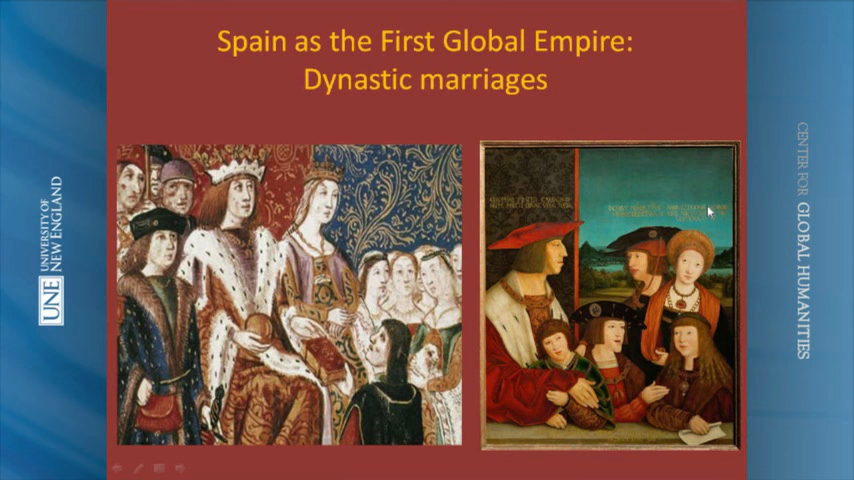 Spain as the First Global Empire:
Dynastic marriages
UNE
UNIVERSITY OF
NEW ENGLAND
CENTER FOR GLOBAL HUMANITIES